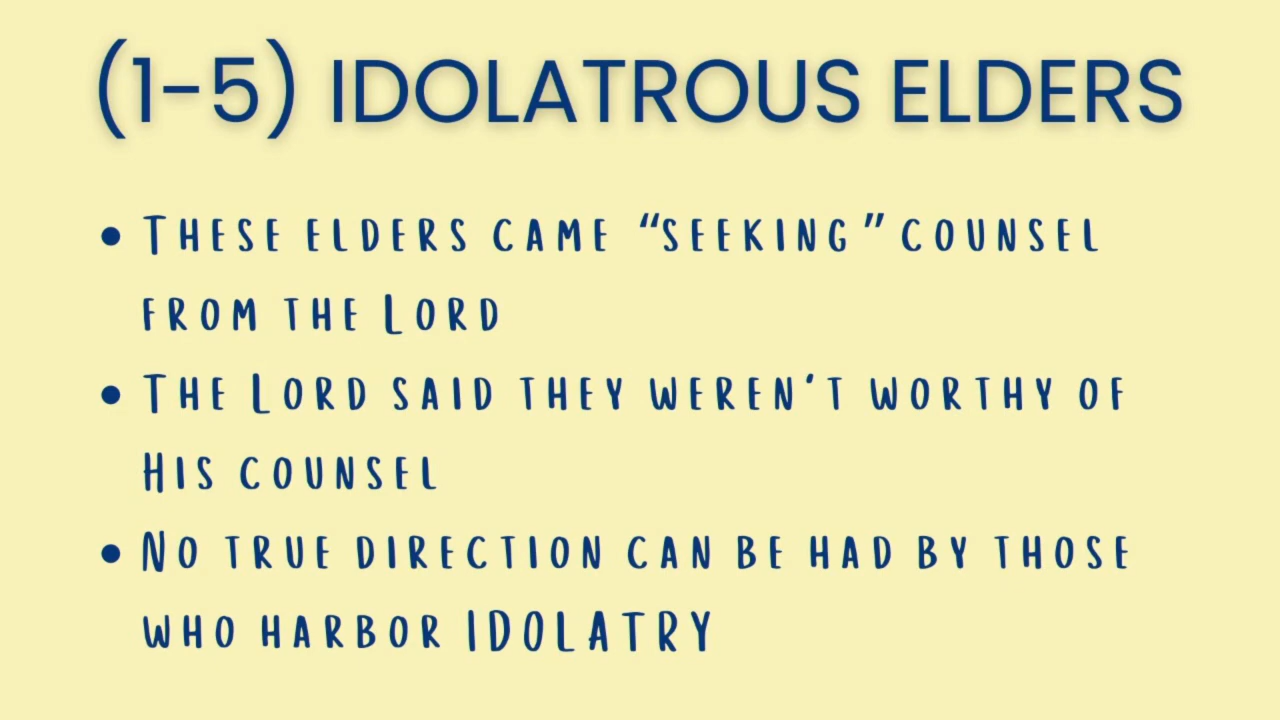 (1-5) IDOLATROUS ELDERS
• These elders came “seeking” counsel
from the Lord
• The Lord said they weren't worthy of
His counsel
• No true direction can be had by those
who harbor IDOLATRY